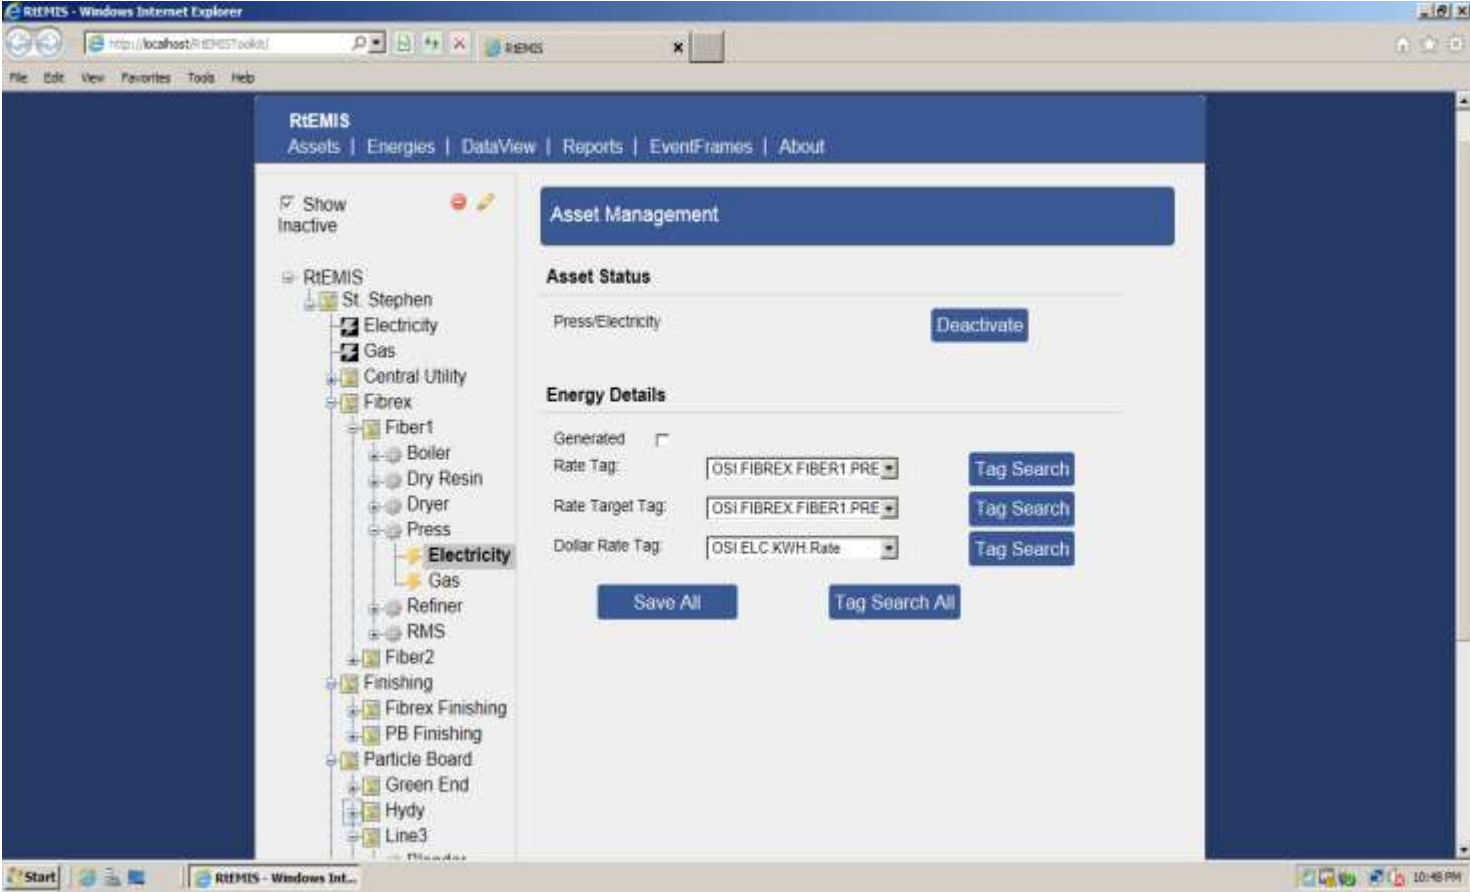 RtEMIS - Windows Internet Explorer
http://localhost/RtEMISToolkit/
RtEMIS
File Edit View Favorites Tools Help
RtEMIS
Assets | Energies | DataView | Reports | EventFrames | About
Show Inactive
Asset Management
RtEMIS
St. Stephen
Electricity
Gas
Central Utility
Fibrex
Fiber1
Boiler
Dry Resin
Dryer
Press
Electricity
Gas
Refiner
RMS
Fiber2
Finishing
Fibrex Finishing
PB Finishing
Particle Board
Green End
Hydy
Line3
Asset Status
Press/Electricity Deactivate
Energy Details
Generated
Rate Tag: OSI.FIBREX.FIBER1.PRE Tag Search
Rate Target Tag: OSI.FIBREX.FIBER1.PRE Tag Search
Dollar Rate Tag: OSI.ELC.KWH.Rate Tag Search
Save All Tag Search All
Start RtEMIS - Windows Int... 10:48 PM